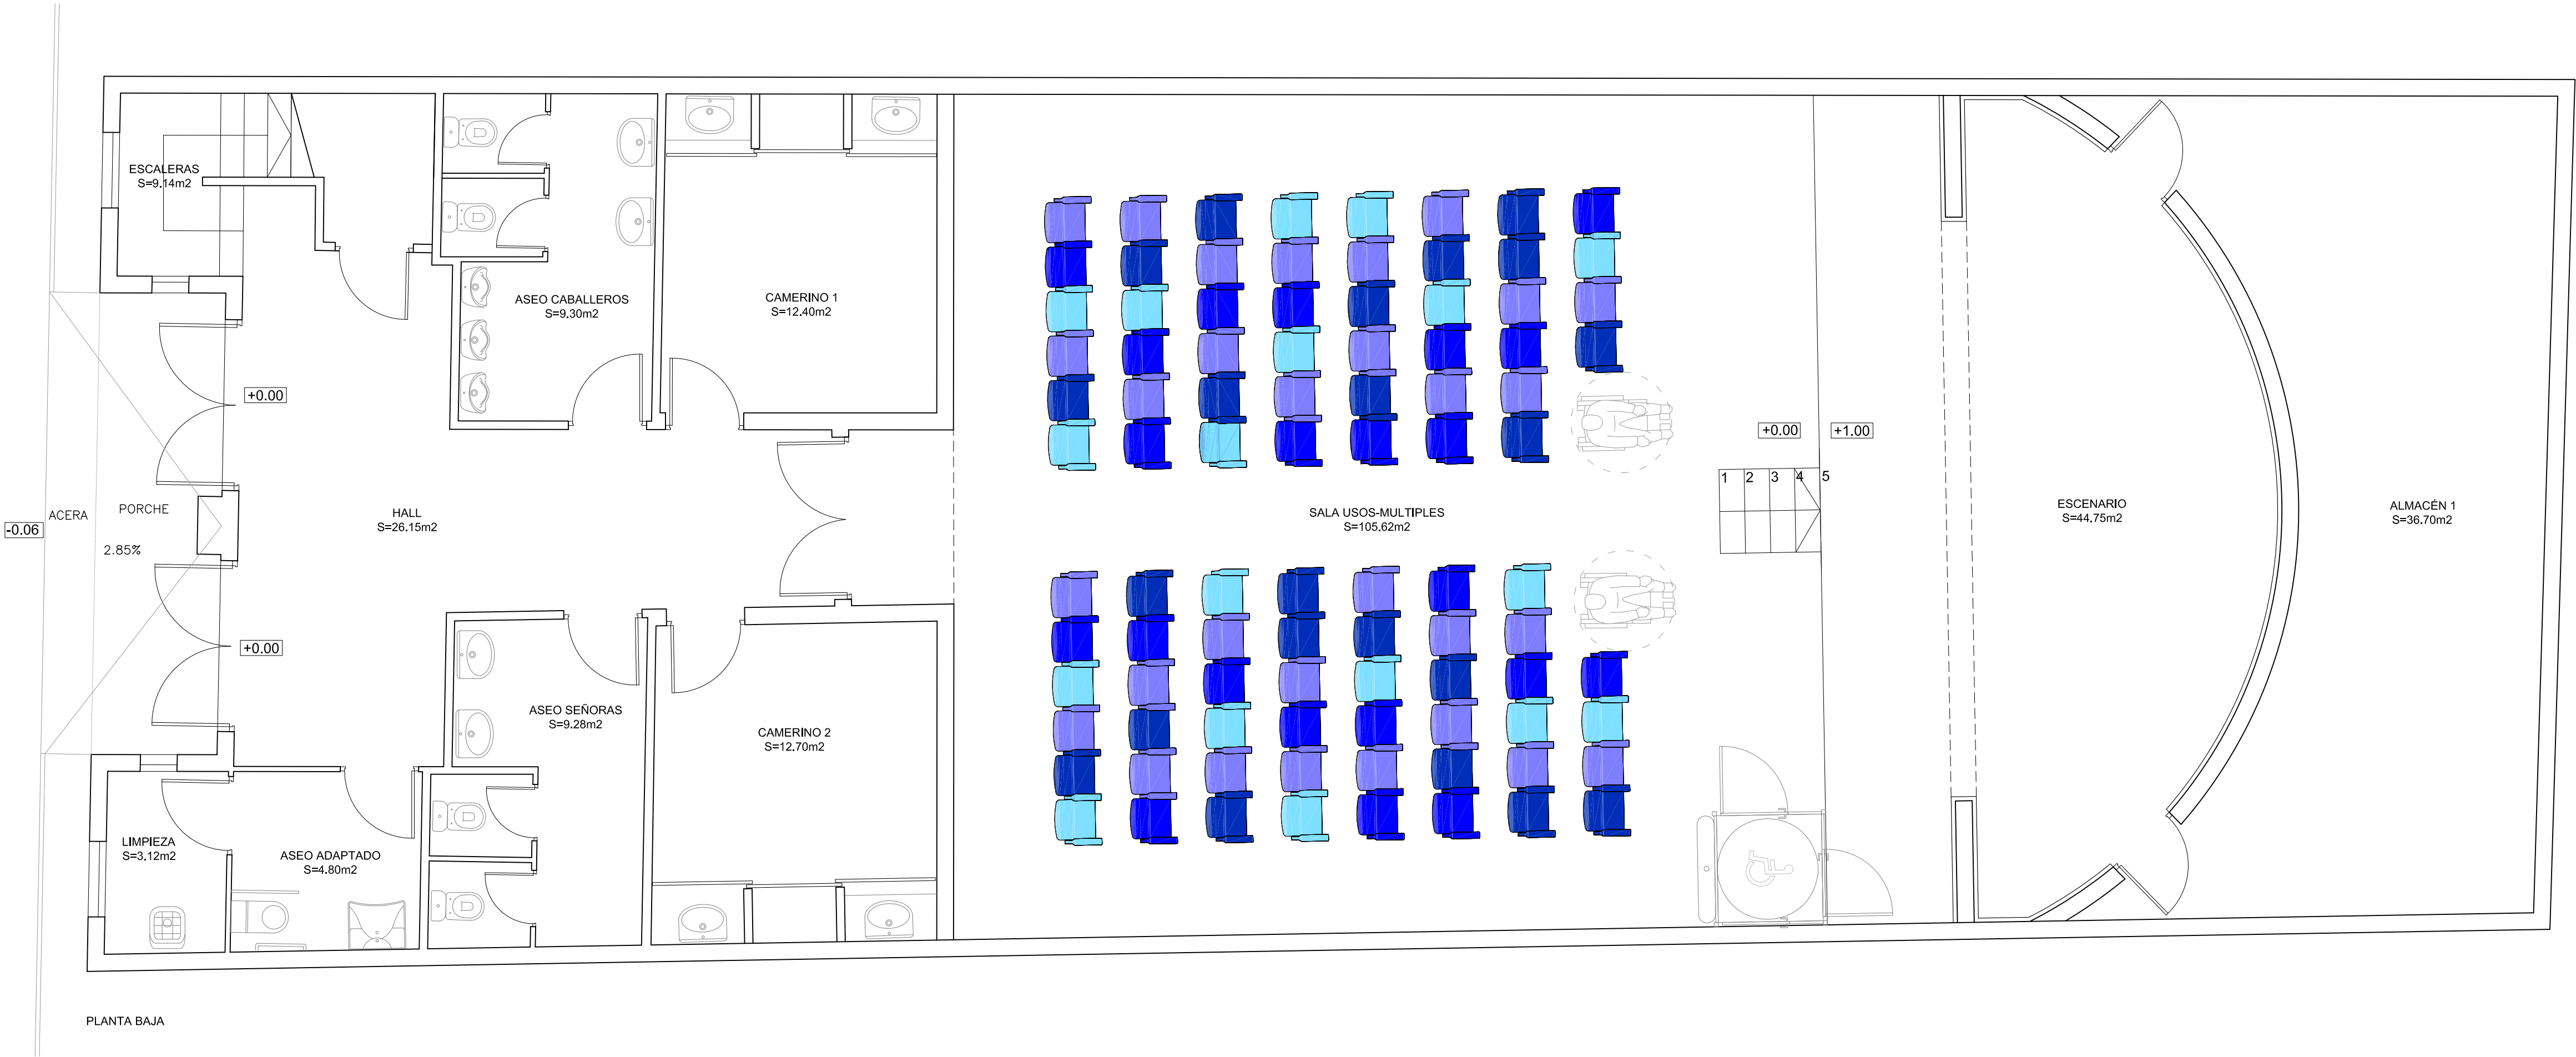 ESCALERAS
S=9.14m2
ASEO CABALLEROS
S=9.30m2
CAMERINO 1
S=12.40m2
+0.00
-0.06
ACERA
PORCHE
2.85%
HALL
S=26.15m2
SALA USOS-MULTIPLES
S=105.62m2
+0.00
+1.00
1
2
3
4
5
ESCENARIO
S=44.75m2
ALMACÉN 1
S=36.70m2
+0.00
ASEO SEÑORAS
S=9.28m2
CAMERINO 2
S=12.70m2
LIMPIEZA
S=3.12m2
ASEO ADAPTADO
S=4.80m2
PLANTA BAJA